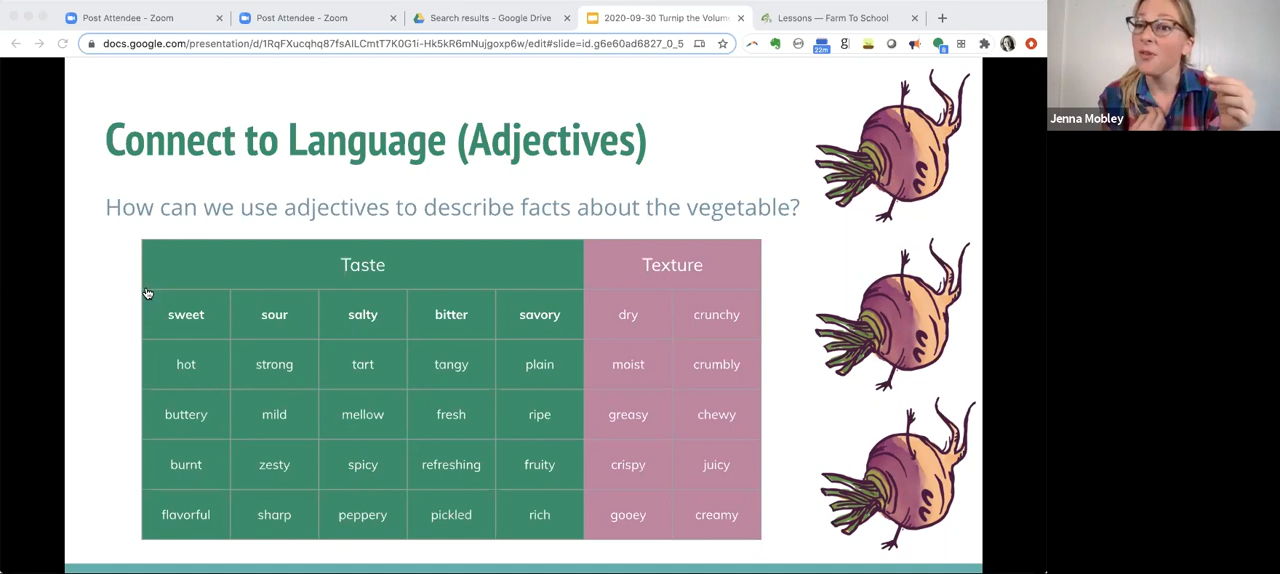 Post Attendee - Zoom
Post Attendee - Zoom
Search results - Google Drive
2020-09-30 Turnip the Volum
Lessons — Farm To School
docs.google.com/presentation/d/1RqFXucqhq87fsAILCmtT7K0G1i-Hk5kR6mNujgoxp6w/edit#slide=id.g6e60ad6827_0_5
22m
8
Jenna Mobley
Connect to Language (Adjectives)
How can we use adjectives to describe facts about the vegetable?
Taste Texture
sweet sour salty bitter savory dry crunchy
hot strong tart tangy plain moist crumbly
buttery mild mellow fresh ripe greasy chewy
burnt zesty spicy refreshing fruity crispy juicy
flavorful sharp peppery pickled rich gooey creamy